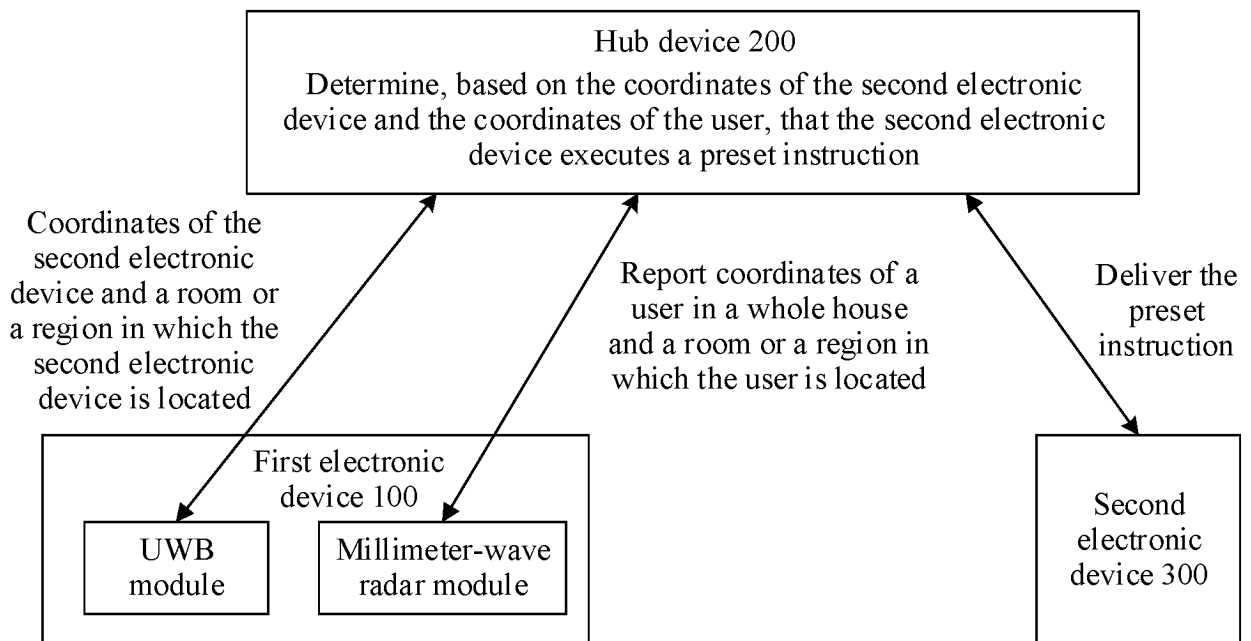 Hub device 200
Determine, based on the coordinates of the second electronic
device and the coordinates of the user, that the second electronic
device executes a preset instruction
Coordinates of the
second electronic
device and a room or
a region in which the
second electronic
device is located
Report coordinates of a
user in a whole house
and a room or a region in
which the user is located
Deliver the
preset
instruction
First electronic
device 100
UWB
module
Millimeter-wave
radar module
Second
electronic
device 300